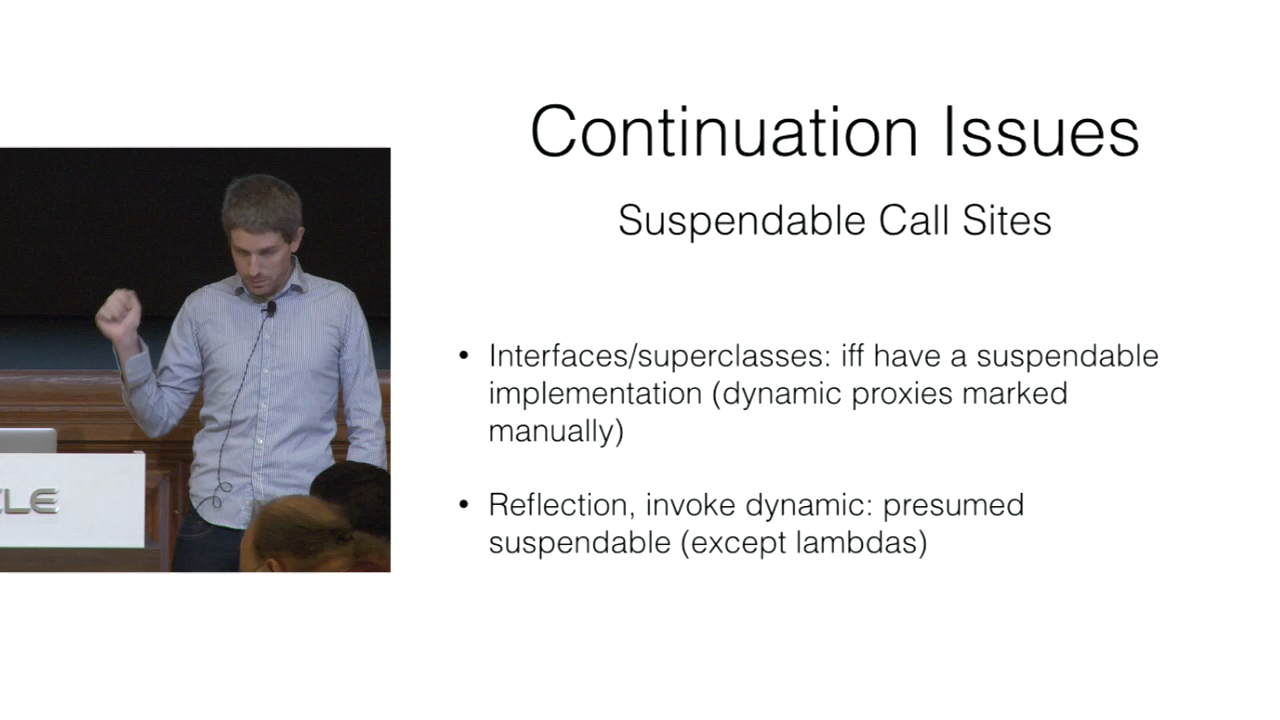 Continuation Issues
Suspendable Call Sites
• Interfaces/superclasses: iff have a suspendable
implementation (dynamic proxies marked
manually)
• Reflection, invoke dynamic: presumed
suspendable (except lambdas)
CLE